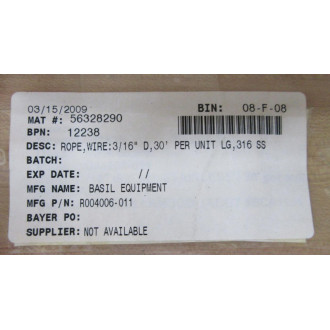 03/15/2009 BIN: 08-F-08
MAT #: 56328290
BPN: 12238
DESC: ROPE,WIRE:3/16" D,30' PER UNIT LG,316 SS
BATCH:
EXP DATE: / /
MFG NAME: BASIL EQUIPMENT
MFG P/N: R004006-011
BAYER PO:
SUPPLIER: NOT AVAILABLE